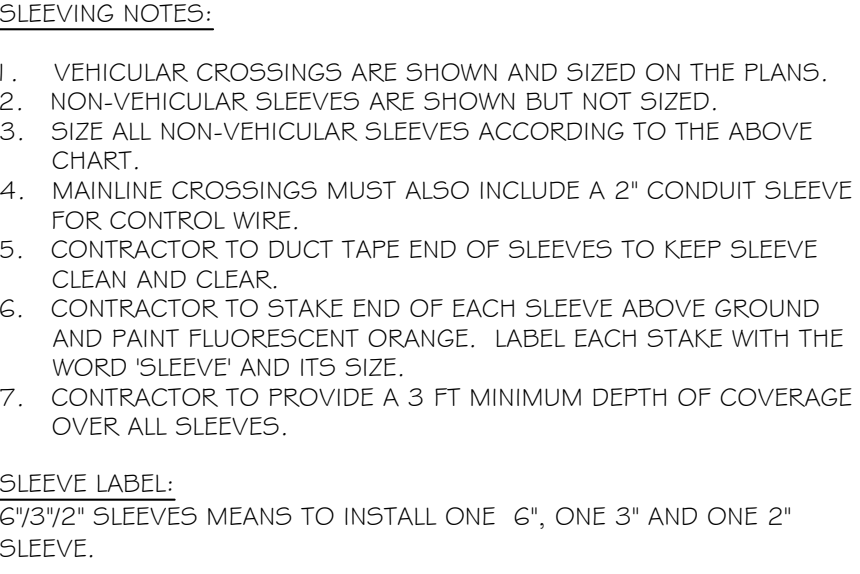 SLEEVING NOTES:
1. VEHICULAR CROSSINGS ARE SHOWN AND SIZED ON THE PLANS.
2. NON-VEHICULAR SLEEVES ARE SHOWN BUT NOT SIZED.
3. SIZE ALL NON-VEHICULAR SLEEVES ACCORDING TO THE ABOVE
CHART.
4. MAINLINE CROSSINGS MUST ALSO INCLUDE A 2" CONDUIT SLEEVE
FOR CONTROL WIRE.
5. CONTRACTOR TO DUCT TAPE END OF SLEEVES TO KEEP SLEEVE
CLEAN AND CLEAR.
6. CONTRACTOR TO STAKE END OF EACH SLEEVE ABOVE GROUND
AND PAINT FLUORESCENT ORANGE. LABEL EACH STAKE WITH THE
WORD 'SLEEVE' AND ITS SIZE.
7. CONTRACTOR TO PROVIDE A 3 FT MINIMUM DEPTH OF COVERAGE
OVER ALL SLEEVES.
SLEEVE LABEL:
6"/3"/2" SLEEVES MEANS TO INSTALL ONE 6", ONE 3" AND ONE 2"
SLEEVE.